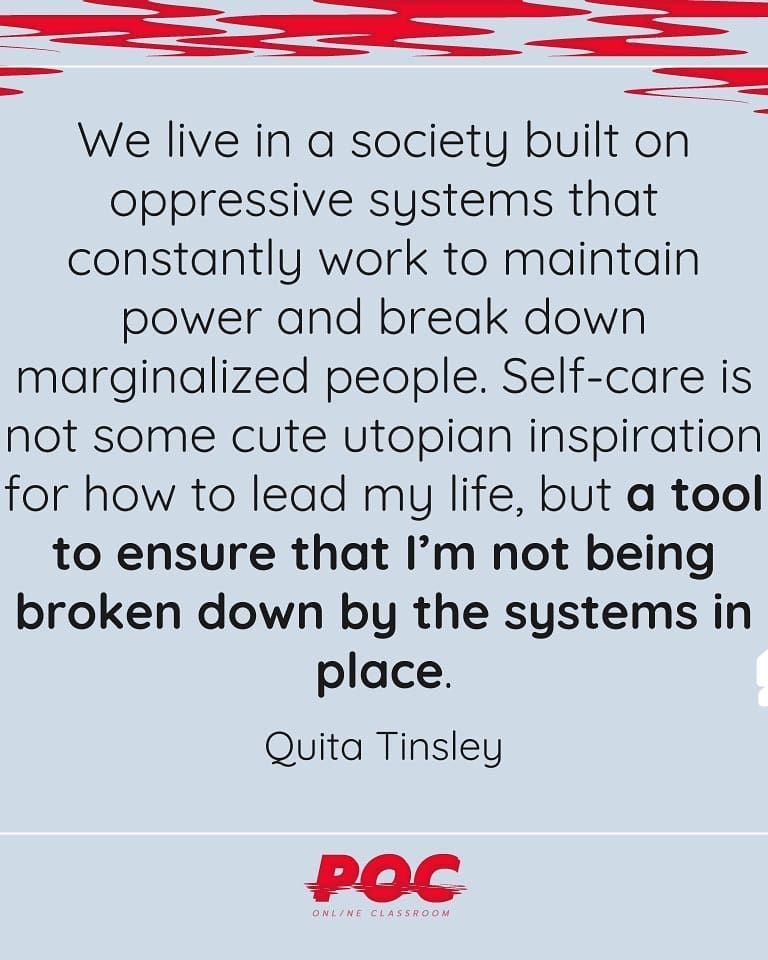 We live in a society built on
oppressive systems that
constantly work to maintain
power and break down
marginalized people. Self-care is
not some cute utopian inspiration
for how to lead my life, but a tool
to ensure that I’m not being
broken down by the systems in
place.
Quita Tinsley
POC
ONL/NE CLASSROOM